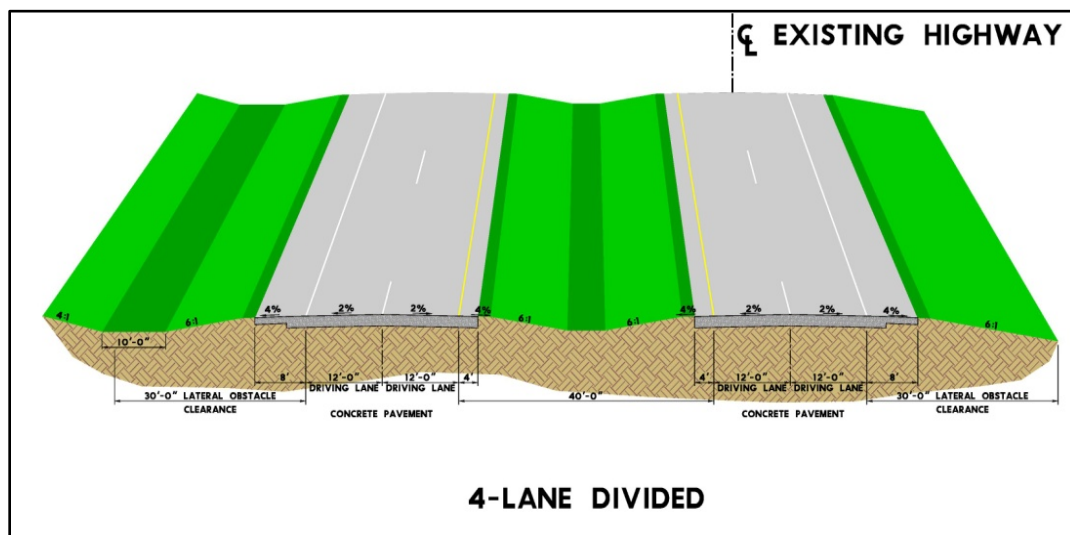 ℄ EXISTING HIGHWAY
4:1
6:1
4%
2%
2%
4%
6:1
6:1
4%
2%
2%
4%
6:1
10'-0"
8'
12'-0"
12'-0"
4'
DRIVING LANE
DRIVING LANE
4'
12'-0"
12'-0"
8'
DRIVING LANE
DRIVING LANE
30'-0" LATERAL OBSTACLE
CLEARANCE
40'-0"
30'-0" LATERAL OBSTACLE
CLEARANCE
CONCRETE PAVEMENT
CONCRETE PAVEMENT
4-LANE DIVIDED